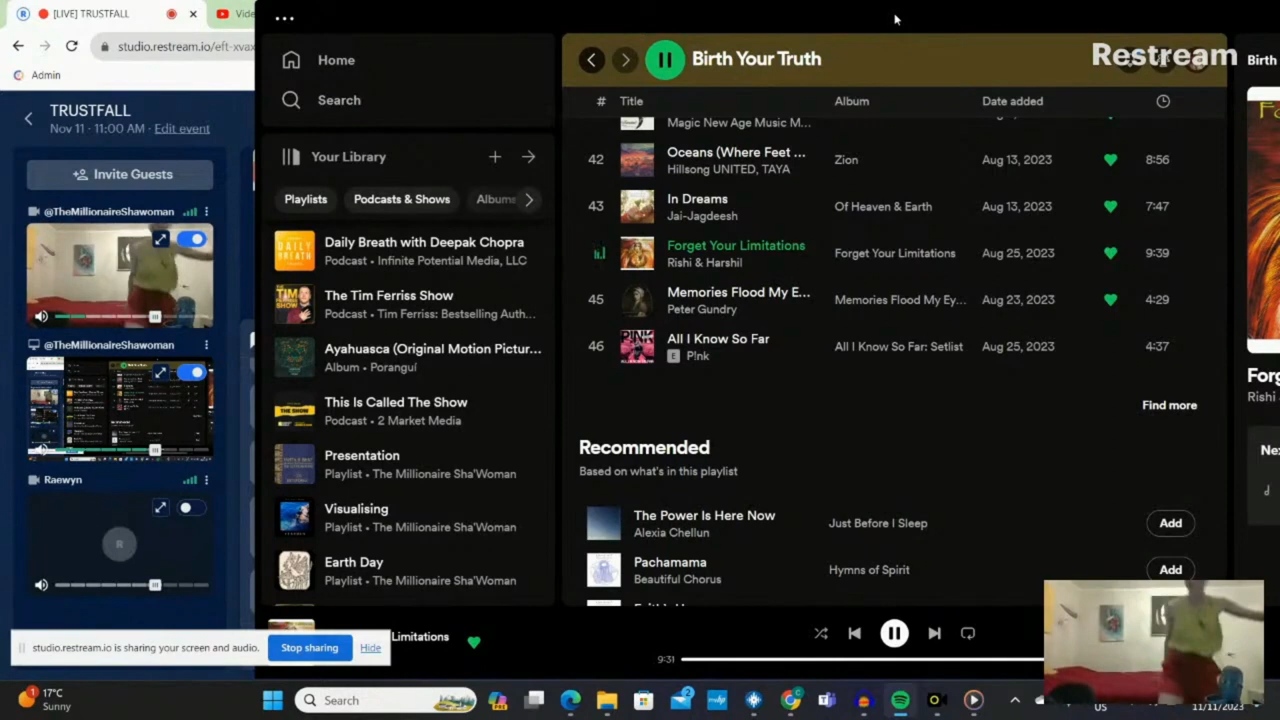 [LIVE] TRUSTFALL
studio.restream.io/eft-xvax
Admin
TRUSTFALL
Nov 11 - 11:00 AM · Edit event
Invite Guests
@TheMillionaireShawoman
@TheMillionaireShawoman
Raewyn
R
studio.restream.io is sharing your screen and audio.
Stop sharing
Hide
Home
Search
Your Library
Playlists
Podcasts & Shows
Albums
Daily Breath with Deepak Chopra
Podcast • Infinite Potential Media, LLC
DAILY BREATH
The Tim Ferriss Show
Podcast • Tim Ferriss: Bestselling Auth...
Ayahuasca (Original Motion Pictur...
Album • Porangui
This Is Called The Show
Podcast • 2 Market Media
THE SHOW
Presentation
Playlist • The Millionaire Sha'Woman
Visualising
Playlist • The Millionaire Sha'Woman
Earth Day
Playlist • The Millionaire Sha'Woman
Birth Your Truth
Restream
# Title Album Date added
Magic New Age Music M...
42 Oceans (Where Feet ... Zion Aug 13, 2023 8:56
Hillsong UNITED, TAYA
43 In Dreams Of Heaven & Earth Aug 13, 2023 7:47
Jai-Jagdeesh
Forget Your Limitations Forget Your Limitations Aug 25, 2023 9:39
Rishi & Harshil
45 Memories Flood My E... Memories Flood My Ey... Aug 23, 2023 4:29
Peter Gundry
46 All I Know So Far All I Know So Far: Setlist Aug 25, 2023 4:37
E P!nk
Find more
Recommended
Based on what's in this playlist
The Power Is Here Now Just Before I Sleep Add
Alexia Chellun
Pachamama Hymns of Spirit Add
Beautiful Chorus
Birth
Rishi
Limitations
9:31
17°C
Sunny
Search
US
11/11/2023